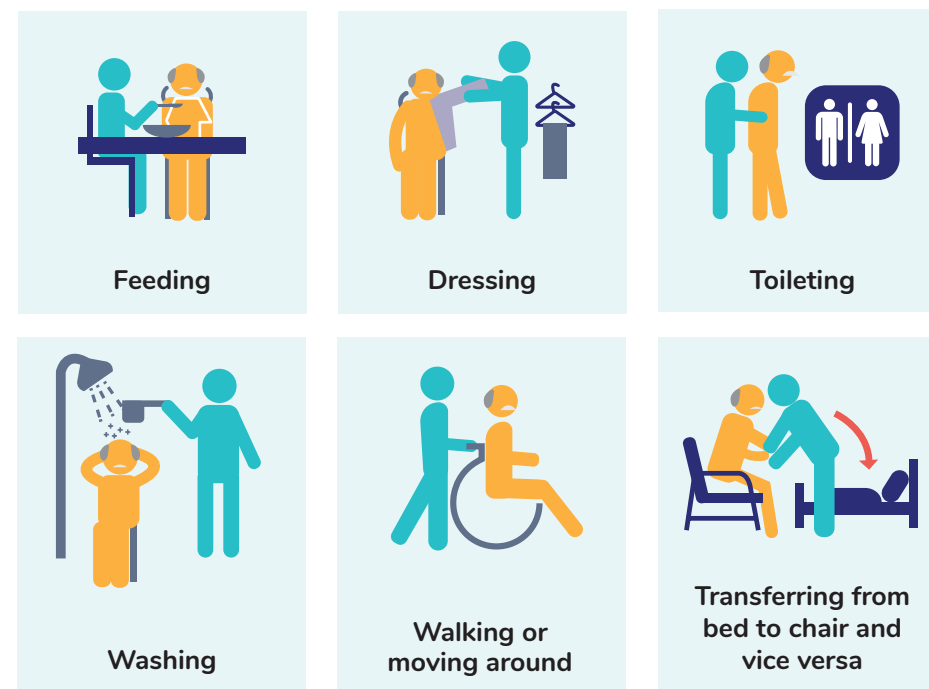 Feeding
Dressing
Toileting
Washing
Walking or
moving around
Transferring from
bed to chair and
vice versa